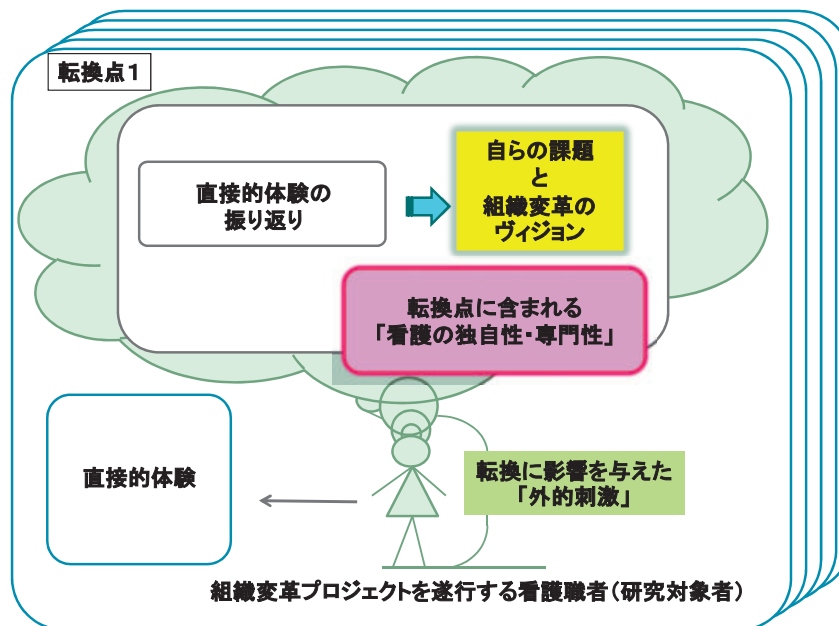 転換点1
直接的体験の
振り返り
自らの課題
と
組織変革の
ヴィジョン
転換点に含まれる
「看護の独自性・専門性」
直接的体験
転換に影響を与えた
「外的刺激」
組織変革プロジェクトを遂行する看護職者(研究対象者)